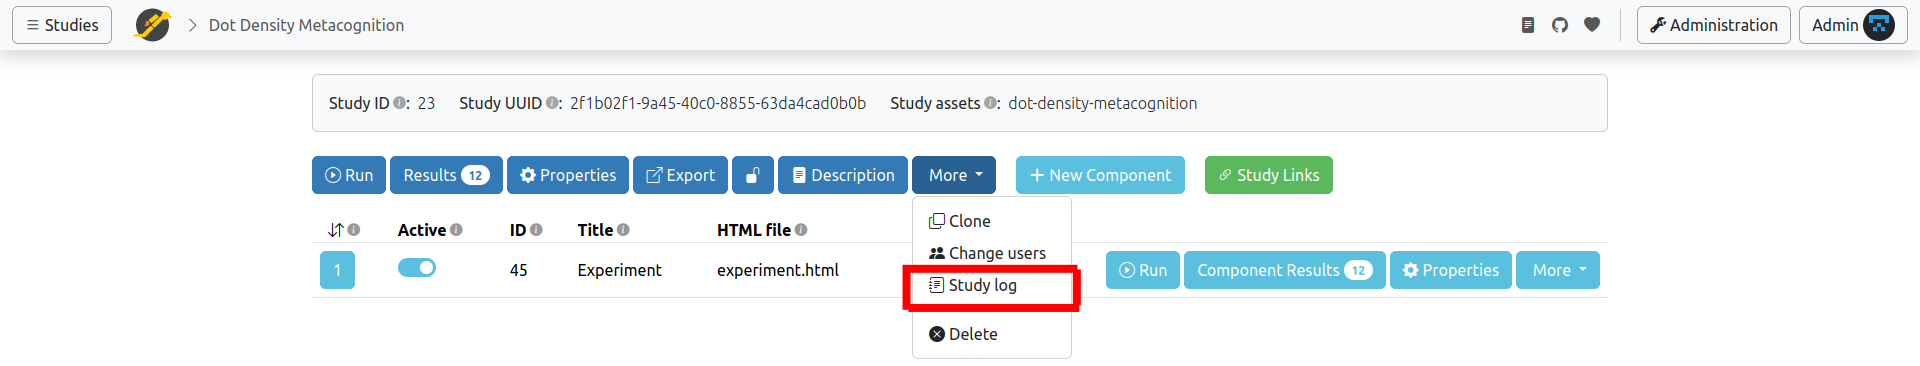 Studies Dot Density Metacognition Administration Admin
Study ID : 23 Study UUID : 2f1b02f1-9a45-40c0-8855-63da4cad0b0b Study assets : dot-density-metacognition
Run Results 12 Properties Export Description More + New Component Study Links
Clone
Change users
Study log
Delete
Active ID Title HTML file
1 45 Experiment experiment.html Run Component Results 12 Properties More